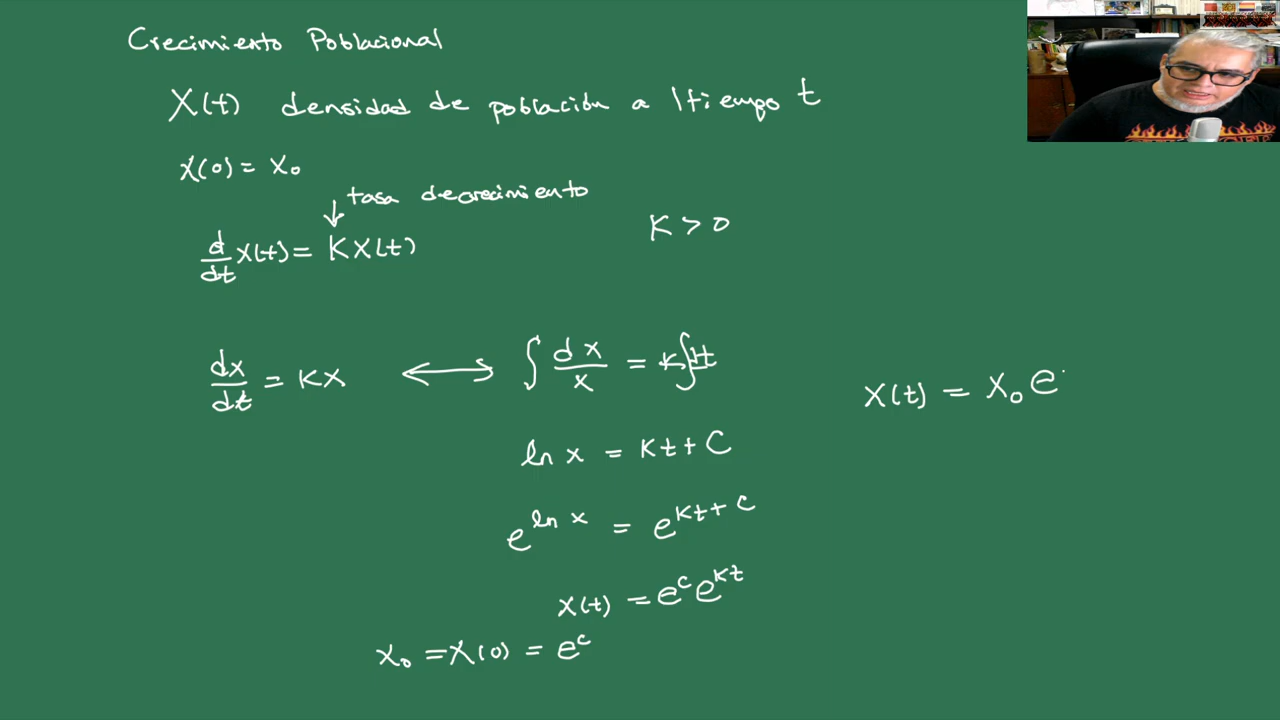 Crecimiento Poblacional
X(t) densidad de población a l tiempo t
X(0) = X₀
tasa de crecimiento
d/dt X(t) = K X(t)
K > 0
dx/dt = KX ⟷ ∫ dx/x = K∫dt
ln x = Kt + C
e^{ln x} = e^{Kt + C}
X(t) = e^c e^{Kt}
X₀ = X(0) = e^c
X(t) = X₀ e